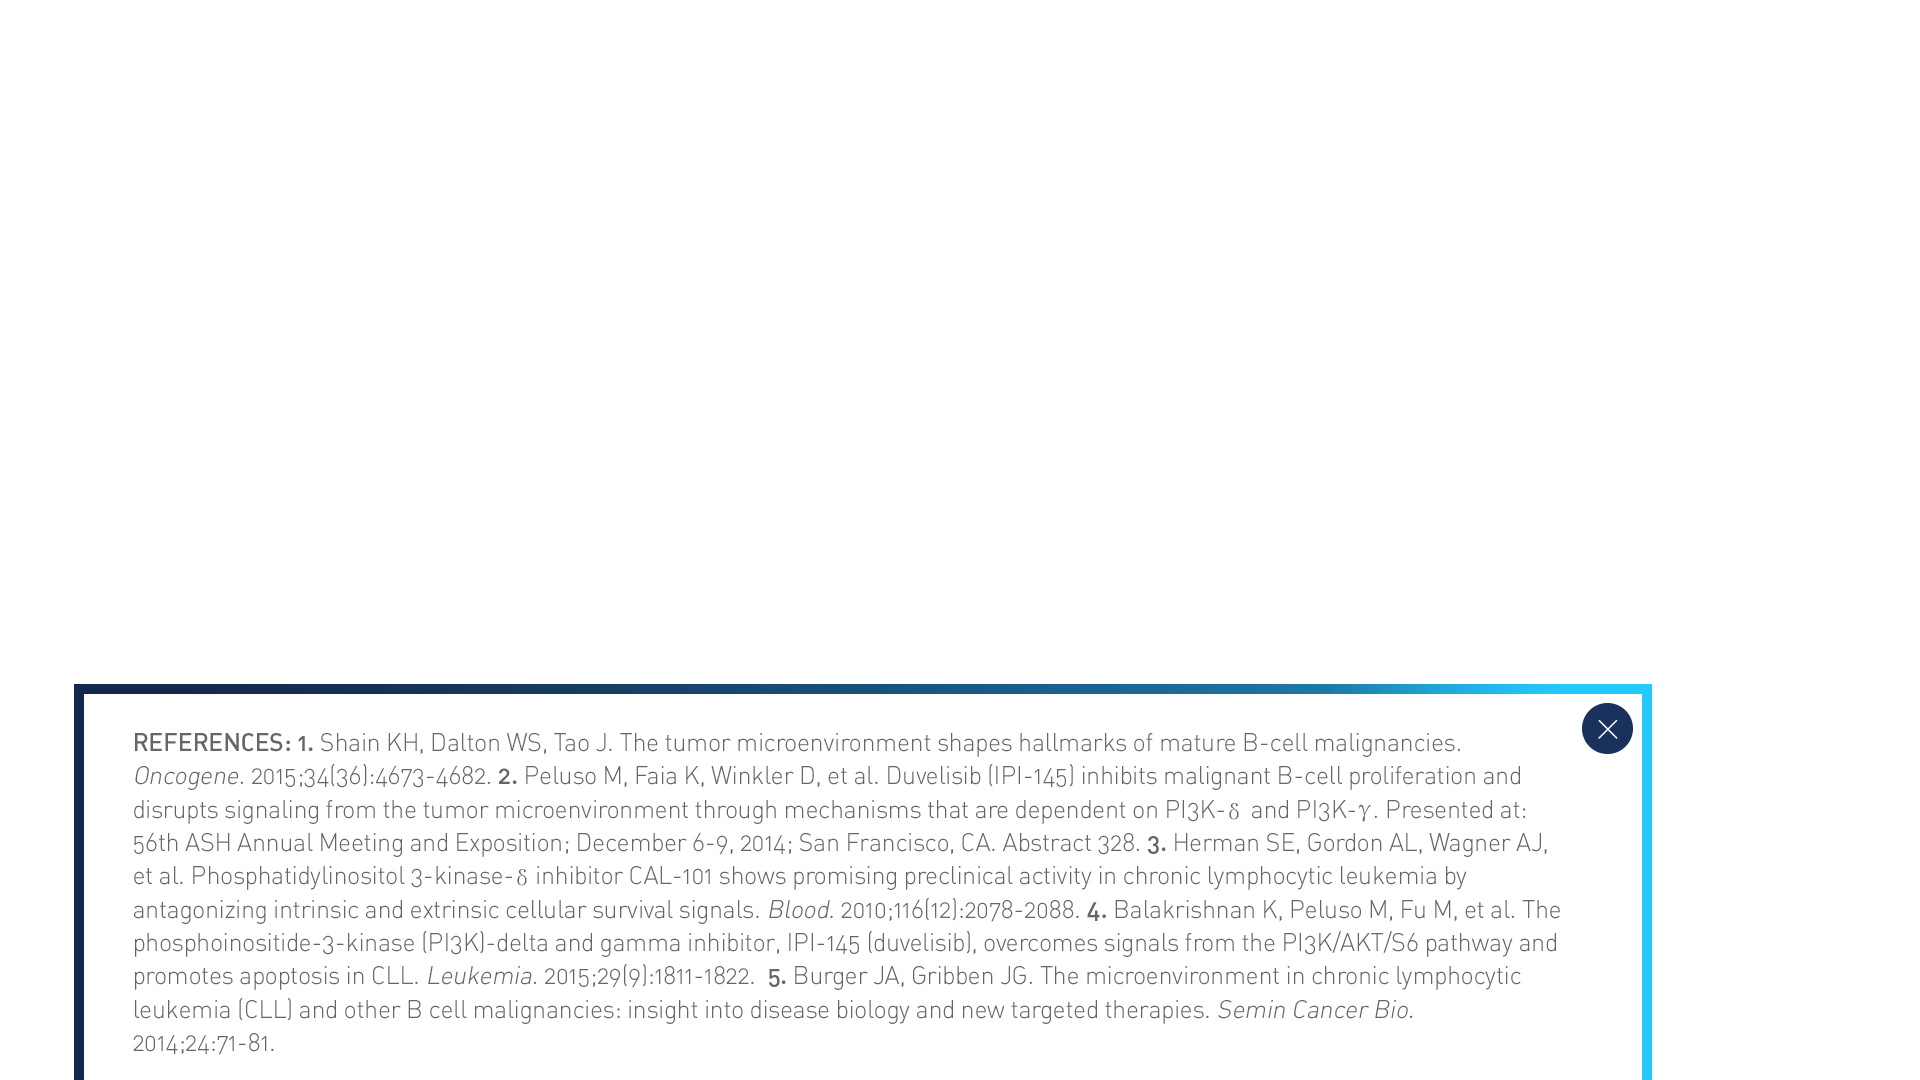 REFERENCES: 1. Shain KH, Dalton WS, Tao J. The tumor microenvironment shapes hallmarks of mature B-cell malignancies.
Oncogene. 2015;34(36):4673-4682. 2. Peluso M, Faia K, Winkler D, et al. Duvelisib (IPI-145) inhibits malignant B-cell proliferation and
disrupts signaling from the tumor microenvironment through mechanisms that are dependent on PI3K-δ and PI3K-γ. Presented at:
56th ASH Annual Meeting and Exposition; December 6-9, 2014; San Francisco, CA. Abstract 328. 3. Herman SE, Gordon AL, Wagner AJ,
et al. Phosphatidylinositol 3-kinase-δ inhibitor CAL-101 shows promising preclinical activity in chronic lymphocytic leukemia by
antagonizing intrinsic and extrinsic cellular survival signals. Blood. 2010;116(12):2078-2088. 4. Balakrishnan K, Peluso M, Fu M, et al. The
phosphoinositide-3-kinase (PI3K)-delta and gamma inhibitor, IPI-145 (duvelisib), overcomes signals from the PI3K/AKT/S6 pathway and
promotes apoptosis in CLL. Leukemia. 2015;29(9):1811-1822. 5. Burger JA, Gribben JG. The microenvironment in chronic lymphocytic
leukemia (CLL) and other B cell malignancies: insight into disease biology and new targeted therapies. Semin Cancer Bio.
2014;24:71-81.